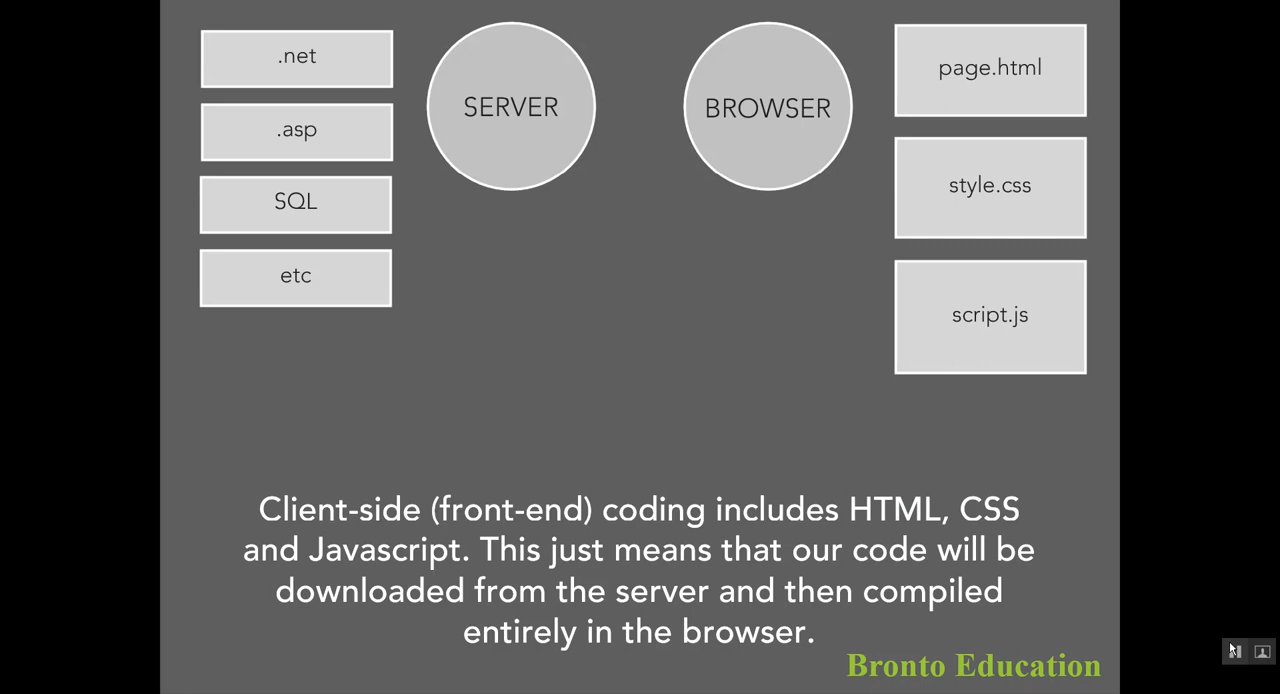 .net
.asp
SQL
etc
SERVER
BROWSER
page.html
style.css
script.js
Client-side (front-end) coding includes HTML, CSS
and Javascript. This just means that our code will be
downloaded from the server and then compiled
entirely in the browser.
Bronto Education